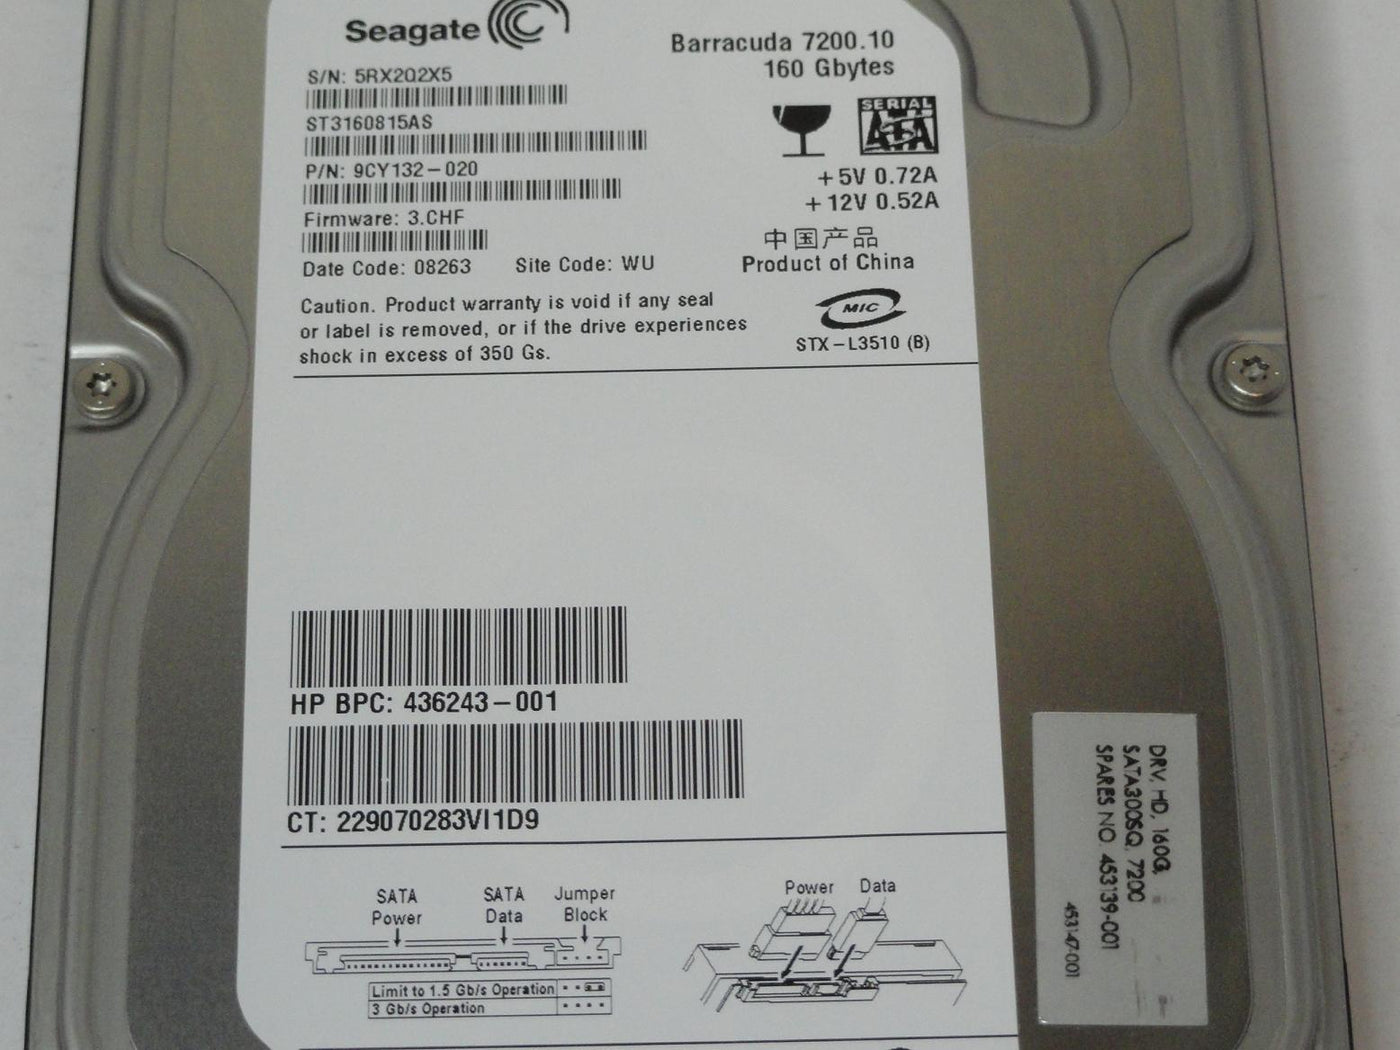 Seagate
Barracuda 7200.10
160 Gbytes
S/N: 5RX2Q2X5
ST3160815AS
P/N: 9CY132-020
Firmware: 3.CHF
Date Code: 08263 Site Code: WU
SERIAL
ATA
+5V 0.72A
+12V 0.52A
中国产品
Product of China
MIC
STX-L3510 (B)
Caution. Product warranty is void if any seal
or label is removed, or if the drive experiences
shock in excess of 350 Gs.
HP BPC: 436243-001
CT: 229070283VI1D9
SATA Power
SATA Data
Jumper Block
Limit to 1.5 Gb/s Operation
3 Gb/s Operation
Power Data
DRV, HD, 160G,
SATA300SQ, 7200
SPARES NO. 453139-001
453147-001